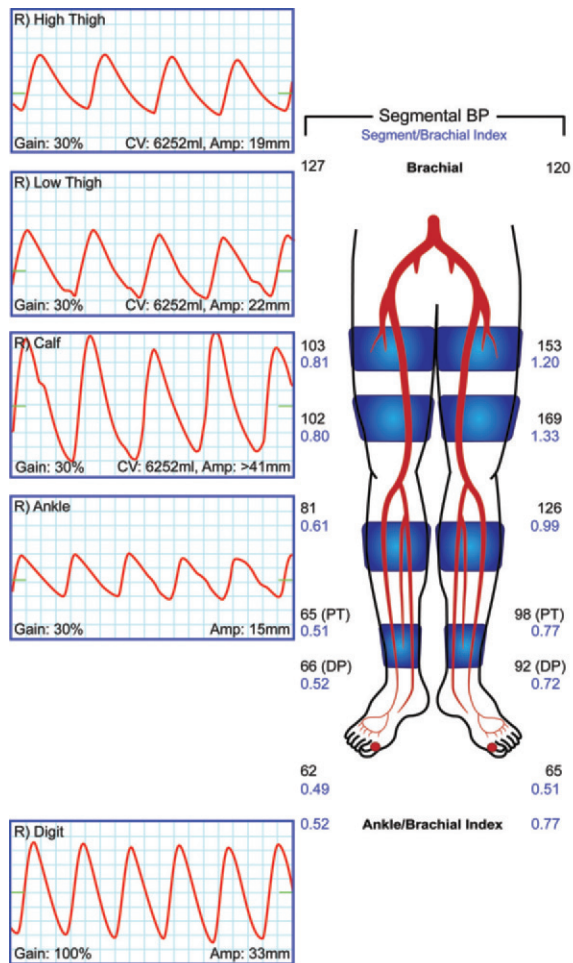 R) High Thigh
Gain: 30% CV: 6252ml, Amp: 19mm
R) Low Thigh
Gain: 30% CV: 6252ml, Amp: 22mm
R) Calf
Gain: 30% CV: 6252ml, Amp: >41mm
R) Ankle
Gain: 30% Amp: 15mm
R) Digit
Gain: 100% Amp: 33mm
Segmental BP
Segment/Brachial Index
127 Brachial 120
103 153
0.81 1.20
102 169
0.80 1.33
81 126
0.61 0.99
65 (PT) 98 (PT)
0.51 0.77
66 (DP) 92 (DP)
0.52 0.72
62 65
0.49 0.51
0.52 Ankle/Brachial Index 0.77